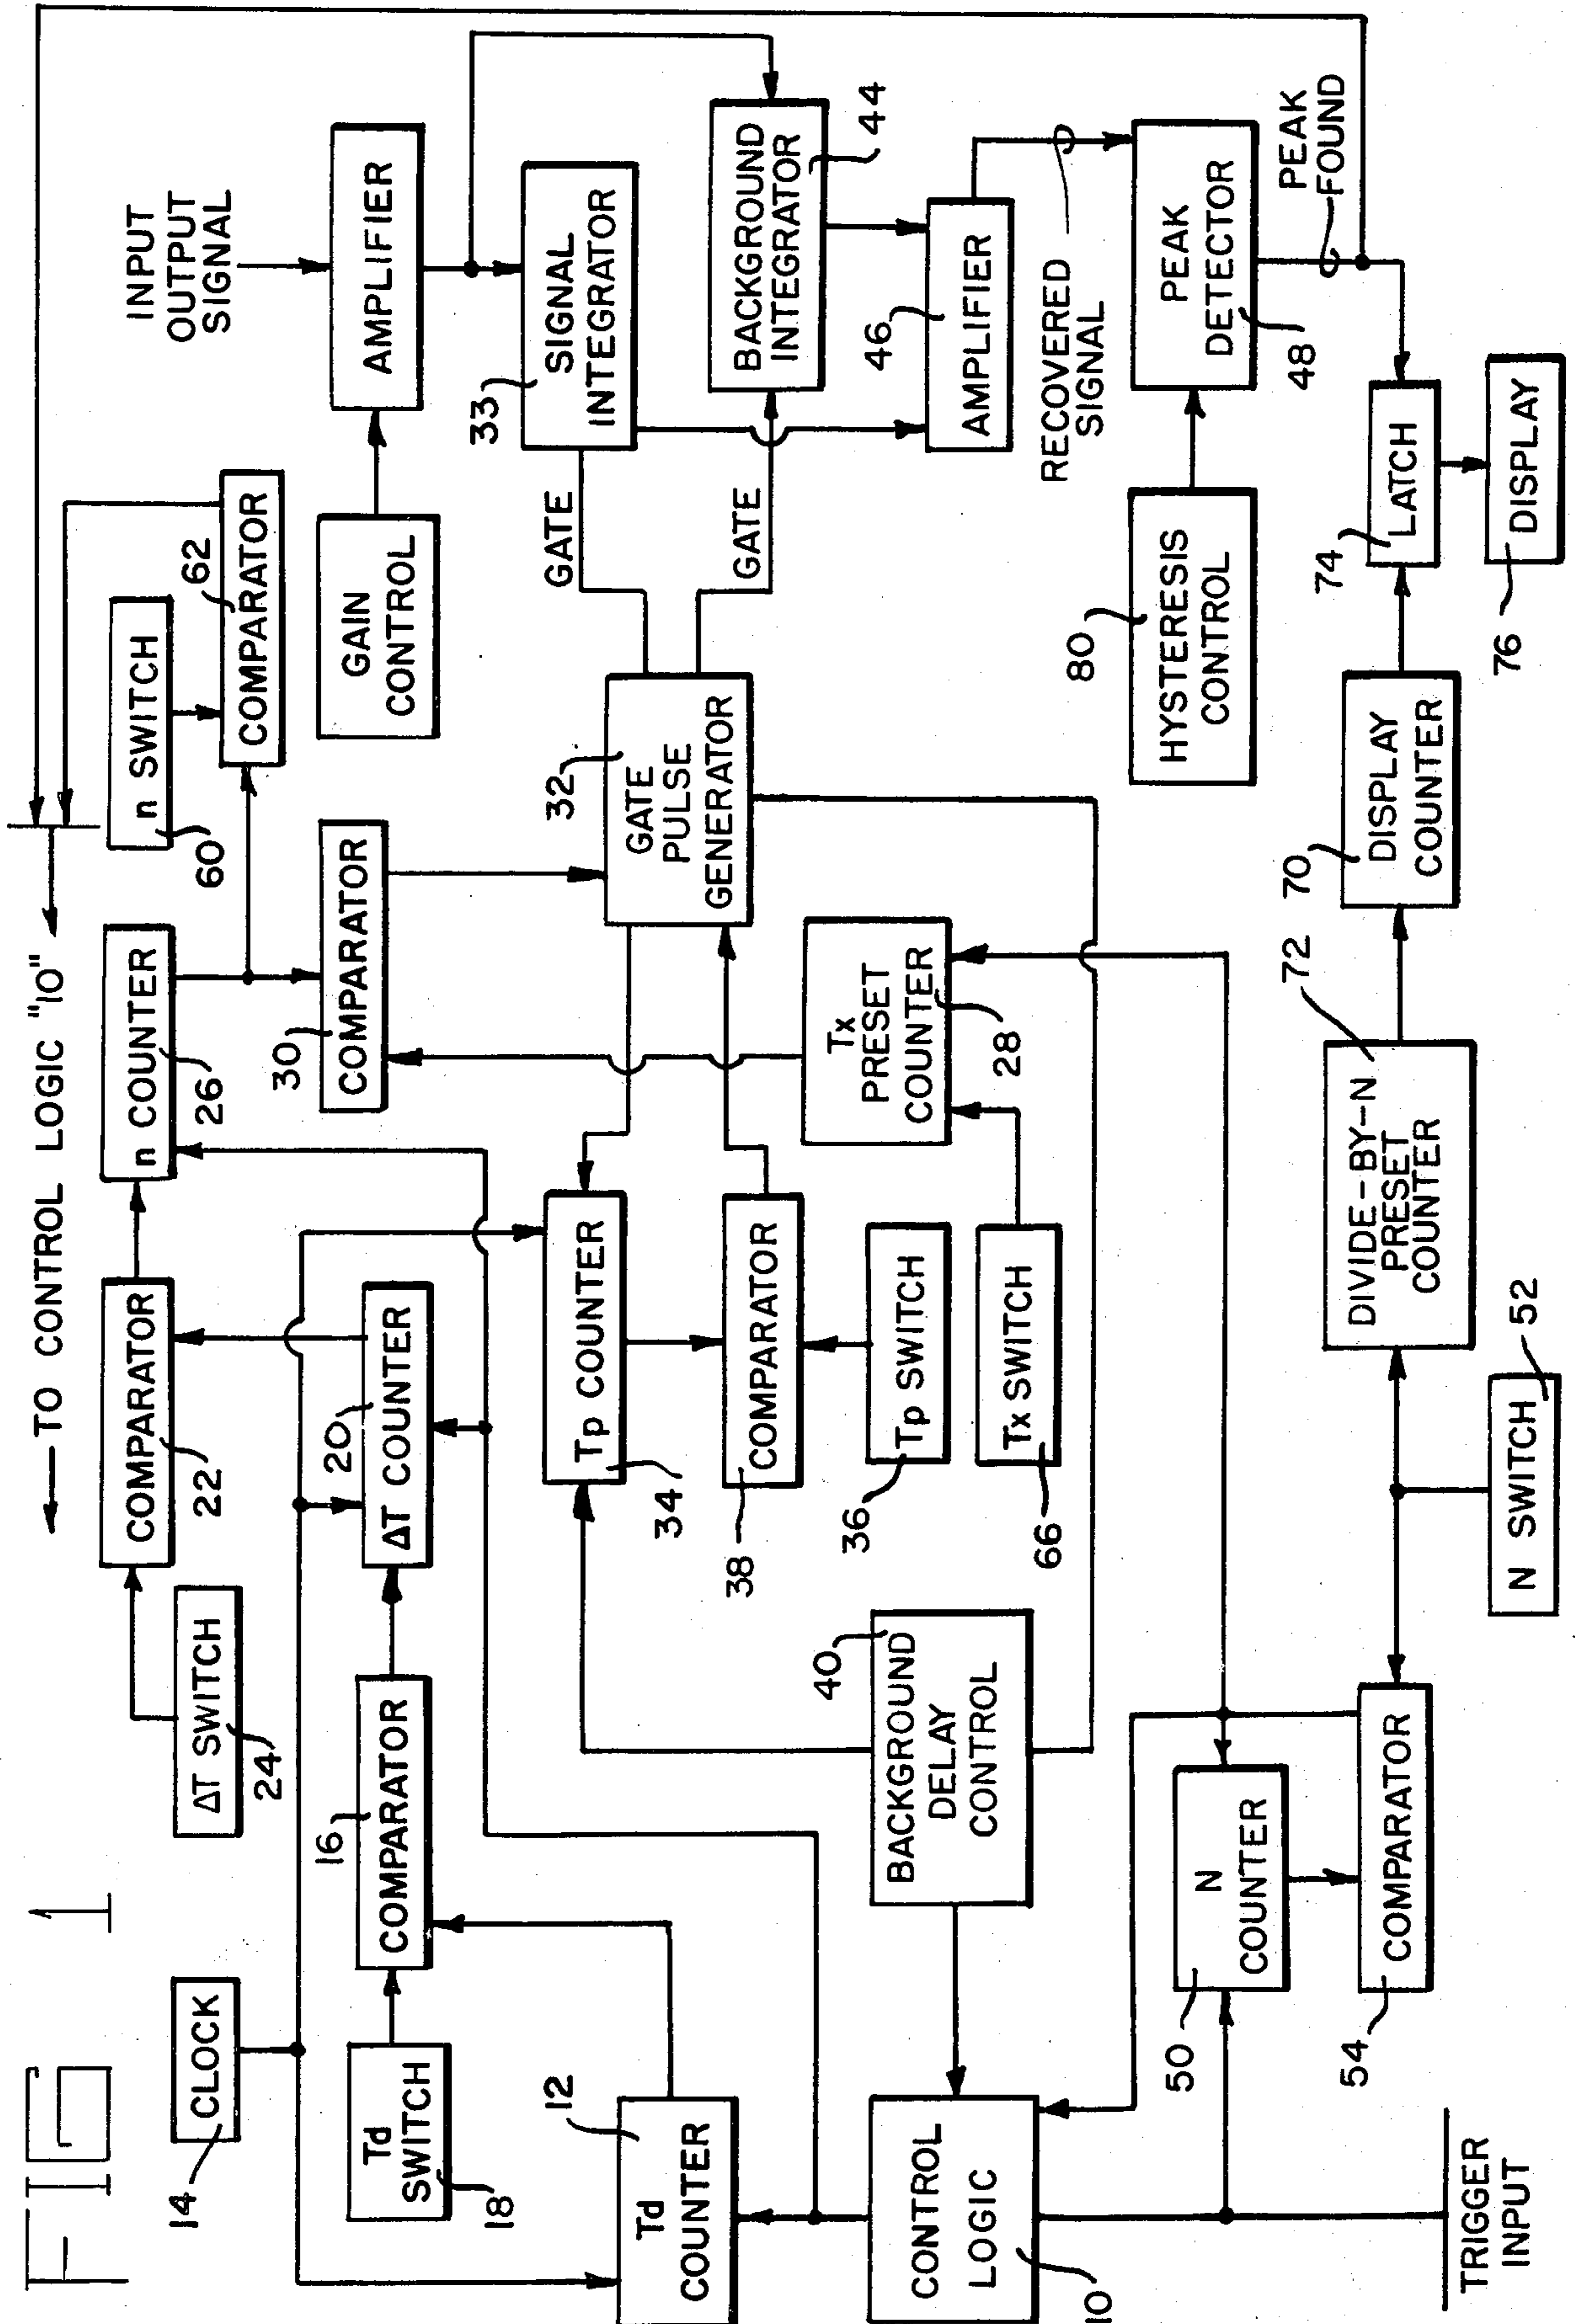 FIG 1
← TO CONTROL LOGIC "10" ←
CLOCK
14
ΔT SWITCH
24
COMPARATOR
22
n COUNTER
26
n SWITCH
60
COMPARATOR
62
INPUT
OUTPUT
SIGNAL
AMPLIFIER
GAIN
CONTROL
Td
SWITCH
18
COMPARATOR
16
ΔT COUNTER
20
COMPARATOR
30
SIGNAL
INTEGRATOR
33
GATE
GATE
BACKGROUND
INTEGRATOR
44
Td
COUNTER
12
Tp COUNTER
34
COMPARATOR
38
Tp SWITCH
36
Tx SWITCH
66
GATE
PULSE
GENERATOR
32
Tx
PRESET
COUNTER
28
AMPLIFIER
46
RECOVERED
SIGNAL
CONTROL
LOGIC
10
BACKGROUND
DELAY
CONTROL
40
HYSTERESIS
CONTROL
80
PEAK
DETECTOR
48
PEAK
FOUND
N
COUNTER
50
COMPARATOR
54
N SWITCH
52
DIVIDE-BY-N
PRESET
COUNTER
72
DISPLAY
COUNTER
70
LATCH
74
DISPLAY
76
TRIGGER
INPUT